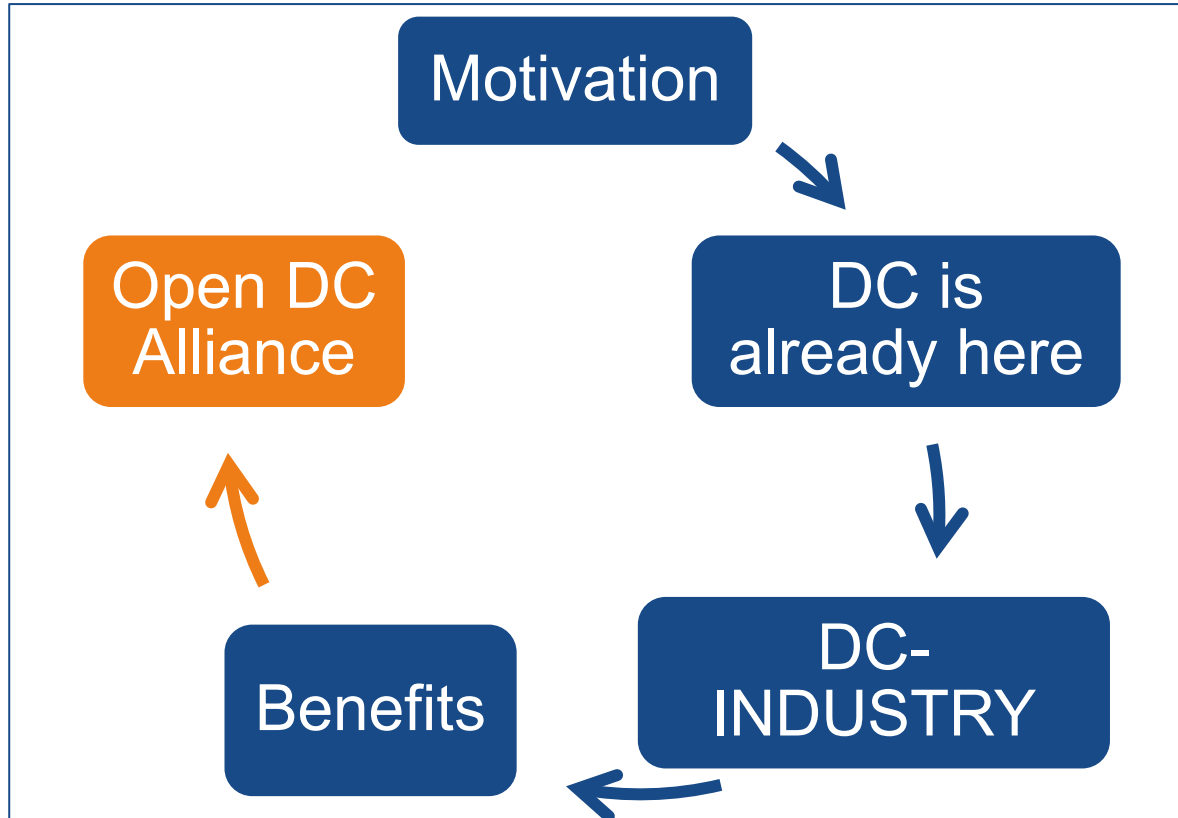 Motivation
DC is
already here
DC-
INDUSTRY
Benefits
Open DC
Alliance